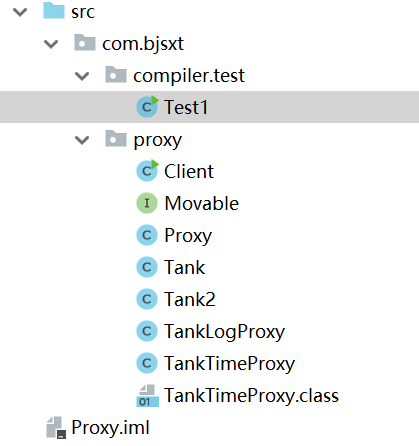 src
com.bjsxt
compiler.test
Test1
proxy
Client
Movable
Proxy
Tank
Tank2
TankLogProxy
TankTimeProxy
TankTimeProxy.class
Proxy.iml